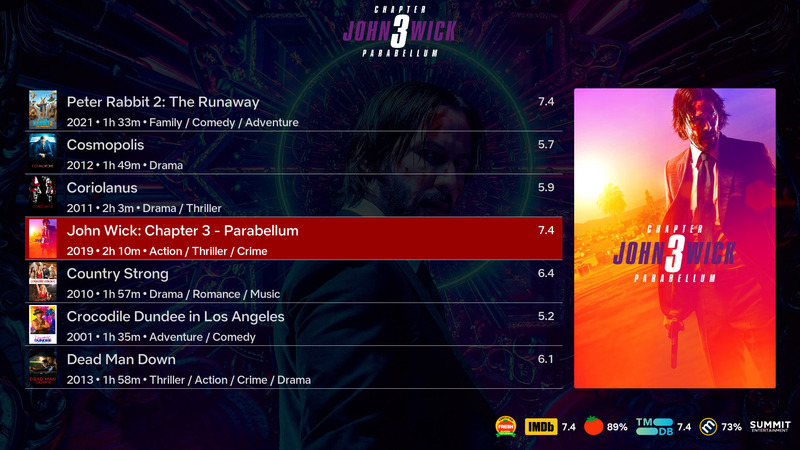 CHAPTER
JOHN 3 WICK
PARABELLUM
Peter Rabbit 2: The Runaway 7.4
2021 • 1h 33m • Family / Comedy / Adventure
Cosmopolis 5.7
2012 • 1h 49m • Drama
Coriolanus 5.9
2011 • 2h 3m • Drama / Thriller
John Wick: Chapter 3 - Parabellum 7.4
2019 • 2h 10m • Action / Thriller / Crime
Country Strong 6.4
2010 • 1h 57m • Drama / Romance / Music
Crocodile Dundee in Los Angeles 5.2
2001 • 1h 35m • Adventure / Comedy
Dead Man Down 6.1
2013 • 1h 58m • Thriller / Action / Crime / Drama
CHAPTER
JOHN 3 WICK
PARABELLUM
FRESH IMDb 7.4 89% TMDB 7.4 73% SUMMIT
ENTERTAINMENT